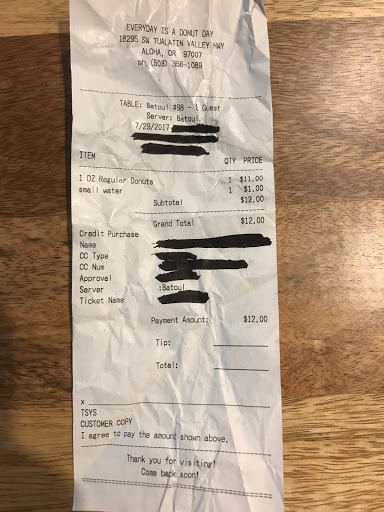 EVERYDAY IS A DONUT DAY
18295 SW TUALATIN VALLEY HWY
ALOHA, OR 97007
ph (503) 356-1089
TABLE: Batoul #98 - 1 Guest
Server: Batoul
7/29/2017
ITEM QTY PRICE
1 DZ Regular Donuts 1 $11.00
small water 1 $1.00
Subtotal $12.00
Grand Total $12.00
Credit Purchase
Name
CC Type
CC Num
Approval
Server :Batoul
Ticket Name
Payment Amount: $12.00
Tip:
Total:
x
TSYS
CUSTOMER COPY
I agree to pay the amount shown above.
Thank you for visiting!
Come back soon!